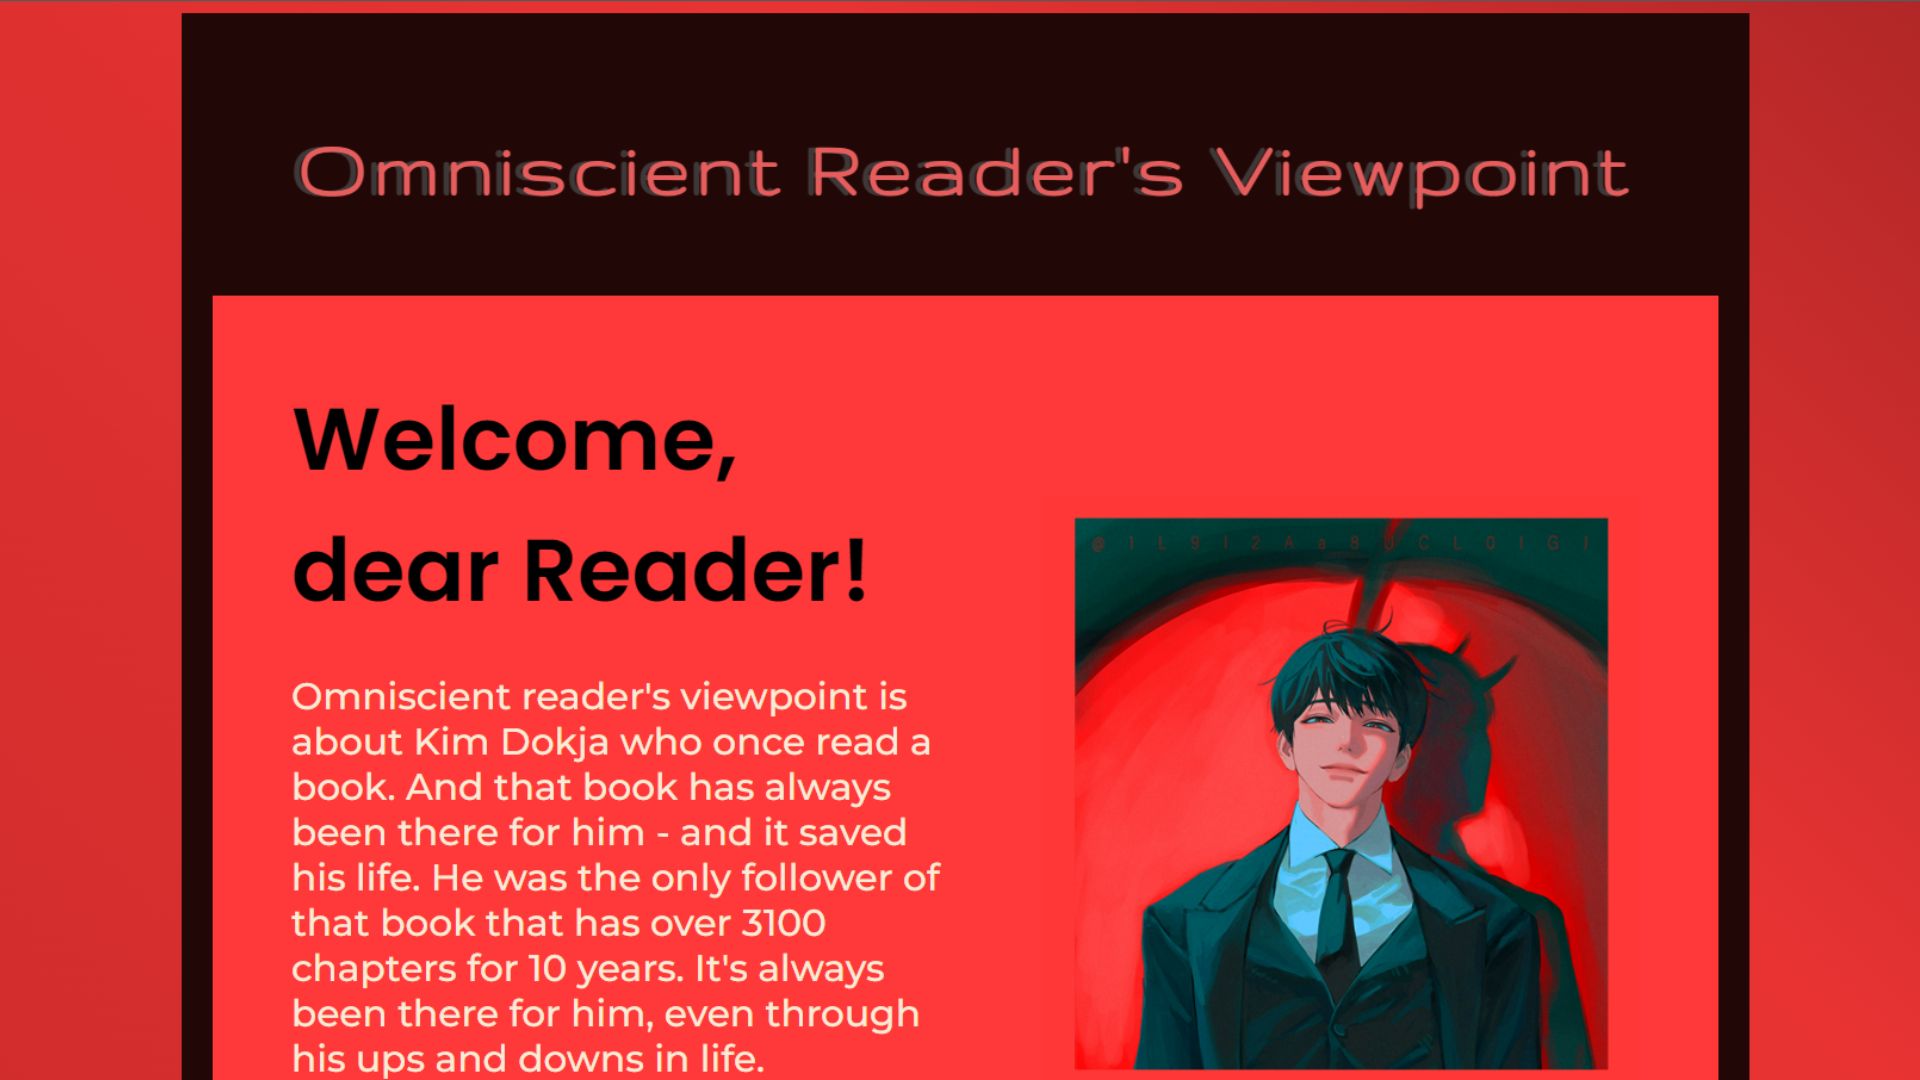 Omniscient Reader's Viewpoint
Welcome,
dear Reader!
Omniscient reader's viewpoint is
about Kim Dokja who once read a
book. And that book has always
been there for him - and it saved
his life. He was the only follower of
that book that has over 3100
chapters for 10 years. It's always
been there for him, even through
his ups and downs in life.